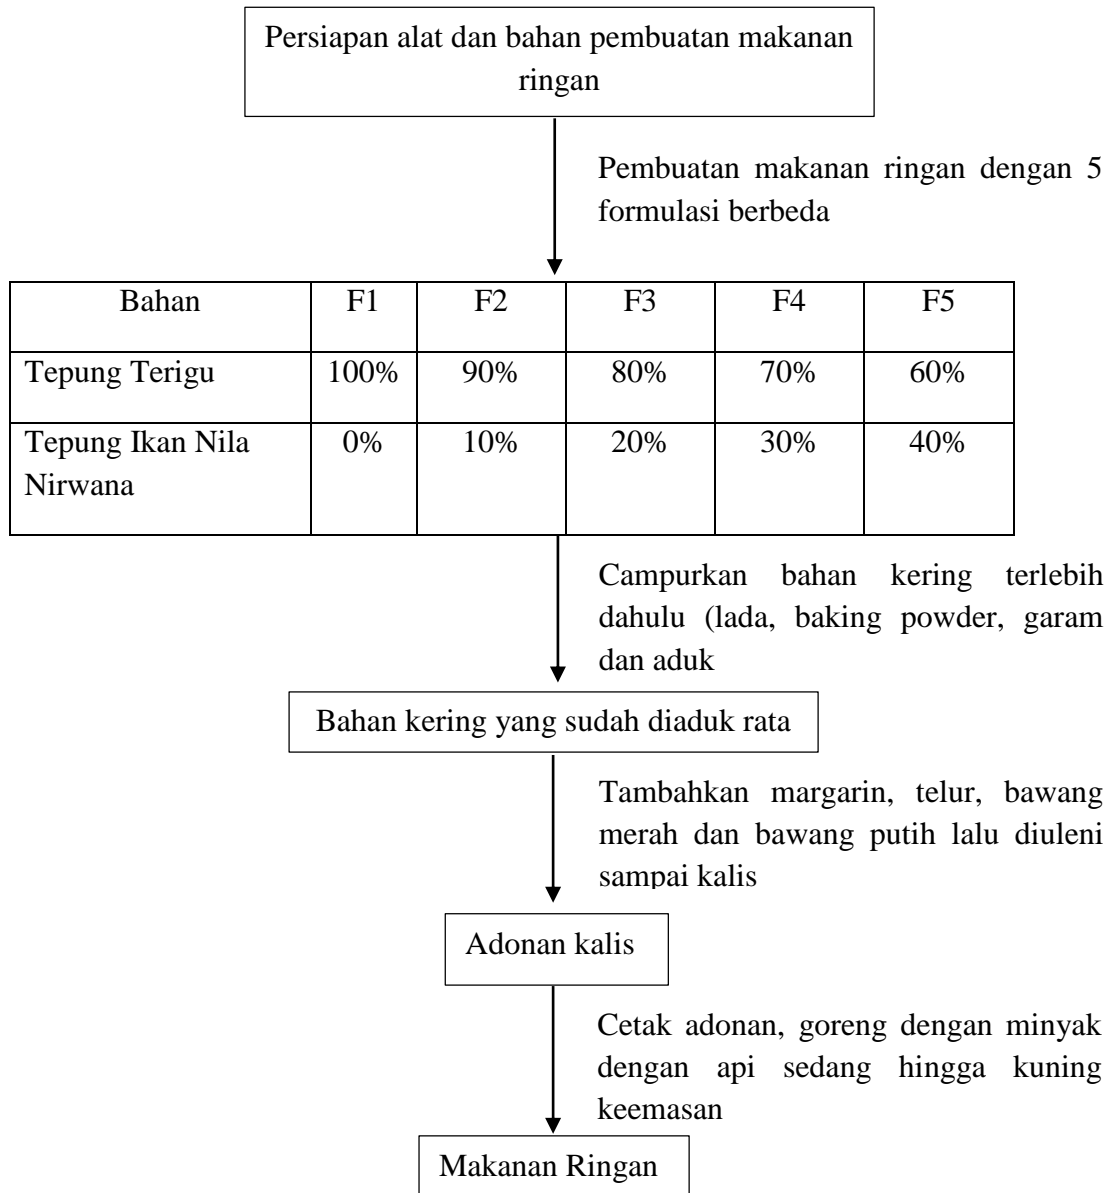 Persiapan alat dan bahan pembuatan makanan
ringan
Pembuatan makanan ringan dengan 5
formulasi berbeda
Bahan F1 F2 F3 F4 F5
Tepung Terigu 100% 90% 80% 70% 60%
Tepung Ikan Nila 0% 10% 20% 30% 40%
Nirwana
Campurkan bahan kering terlebih
dahulu (lada, baking powder, garam
dan aduk
Bahan kering yang sudah diaduk rata
Tambahkan margarin, telur, bawang
merah dan bawang putih lalu diuleni
sampai kalis
Adonan kalis
Cetak adonan, goreng dengan minyak
dengan api sedang hingga kuning
keemasan
Makanan Ringan